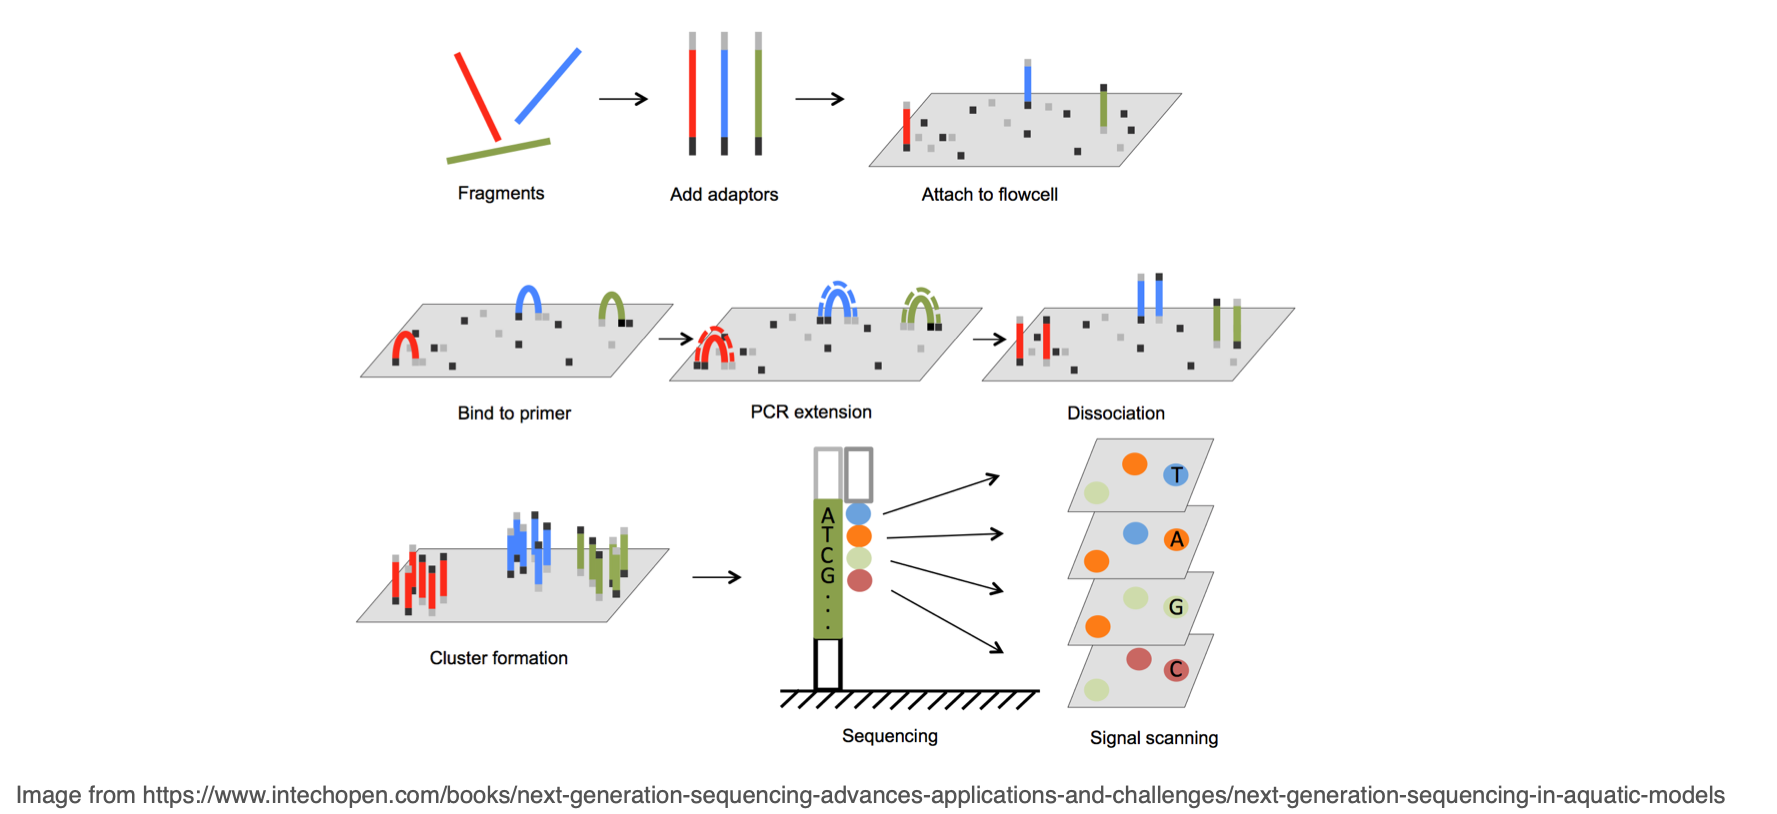 Fragments
Add adaptors
Attach to flowcell
Bind to primer
PCR extension
Dissociation
Cluster formation
A
T
C
G
.
.
.
Sequencing
T
A
G
C
Signal scanning
Image from https://www.intechopen.com/books/next-generation-sequencing-advances-applications-and-challenges/next-generation-sequencing-in-aquatic-models